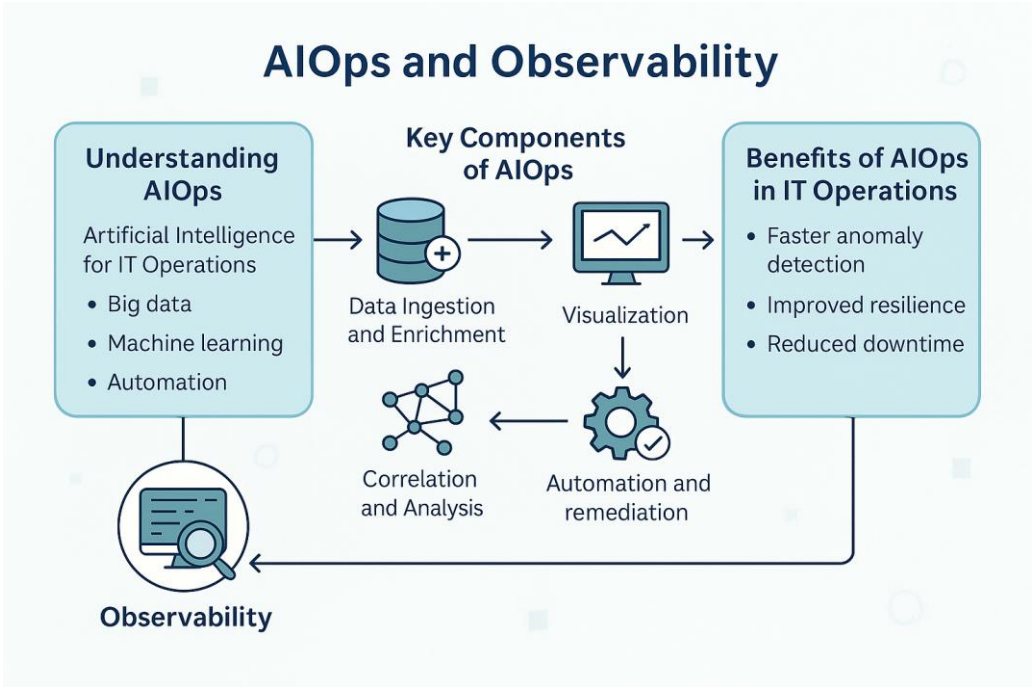 AIOps and Observability
Understanding
AIOps
Artificial Intelligence
for IT Operations
• Big data
• Machine learning
• Automation
Key Components
of AIOps
Data Ingestion
and Enrichment
Visualization
Correlation
and Analysis
Automation and
remediation
Benefits of AIOps
in IT Operations
• Faster anomaly
detection
• Improved resilience
• Reduced downtime
Observability